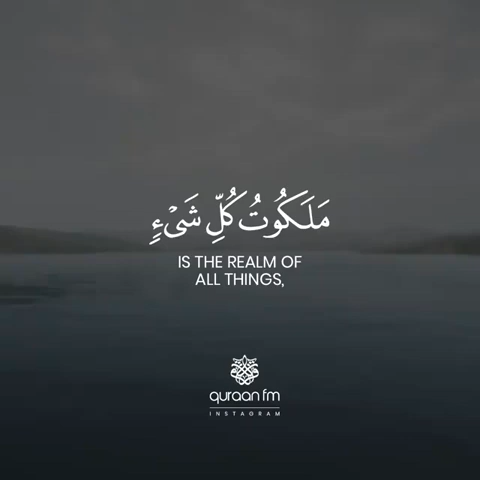 مَلَكُوتُ كُلِّ شَىْءٍ
IS THE REALM OF
ALL THINGS,
quraan fm
INSTAGRAM